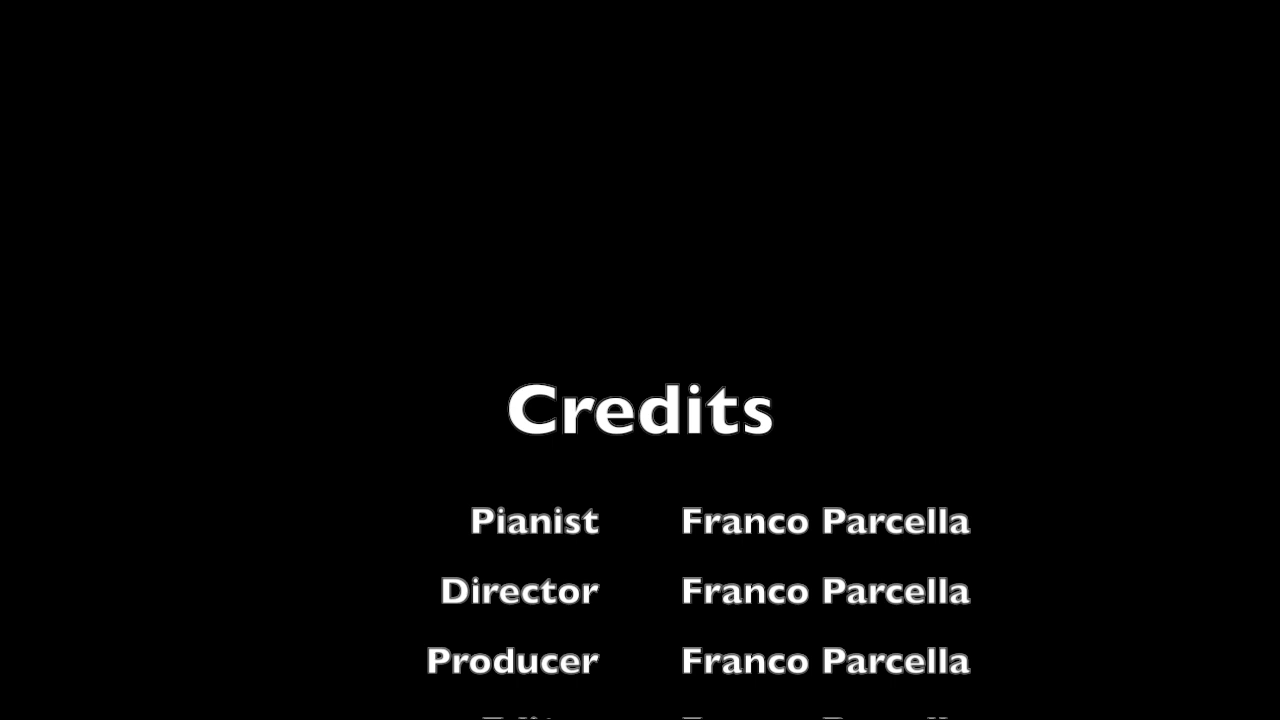 Credits
Pianist Franco Parcella
Director Franco Parcella
Producer Franco Parcella